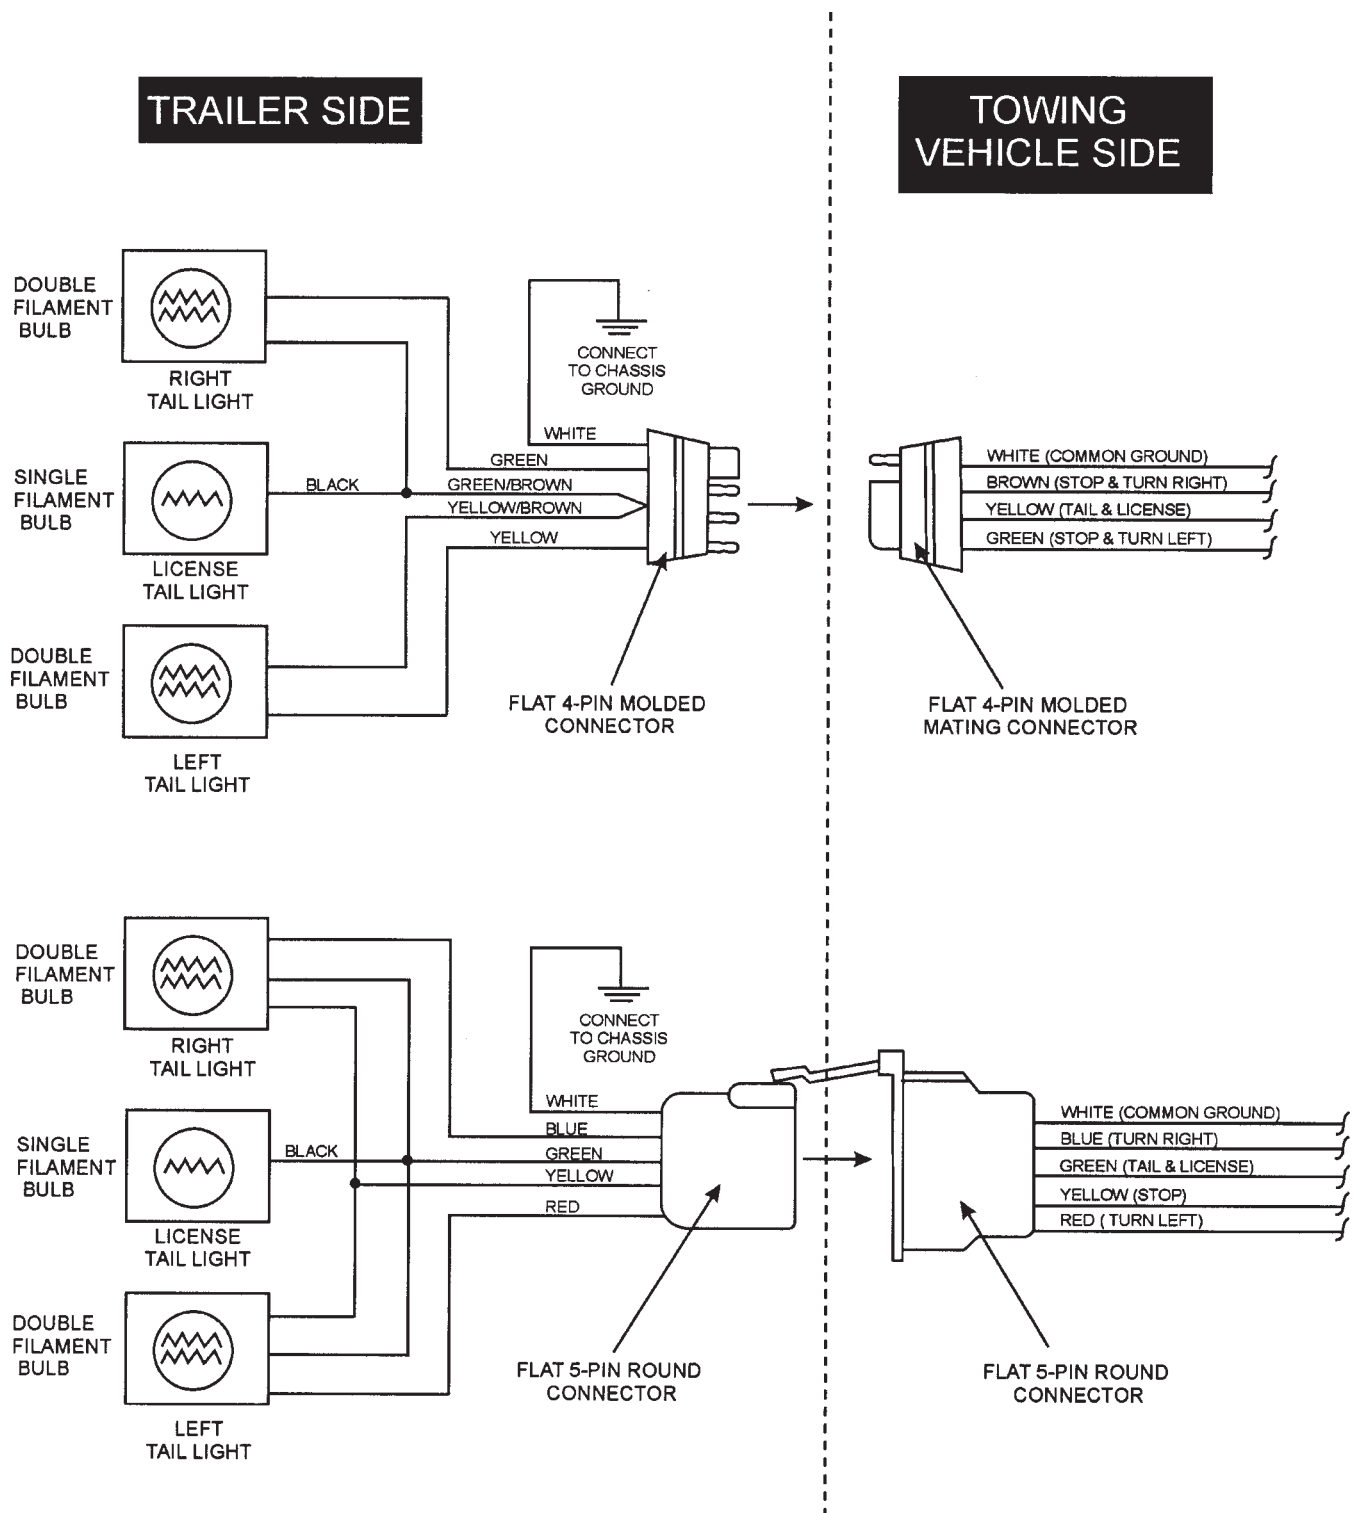 TRAILER SIDE
TOWING
VEHICLE SIDE
DOUBLE
FILAMENT
BULB
RIGHT
TAIL LIGHT
SINGLE
FILAMENT
BULB
LICENSE
TAIL LIGHT
DOUBLE
FILAMENT
BULB
LEFT
TAIL LIGHT
BLACK
CONNECT
TO CHASSIS
GROUND
WHITE
GREEN
GREEN/BROWN
YELLOW/BROWN
YELLOW
FLAT 4-PIN MOLDED
CONNECTOR
WHITE (COMMON GROUND)
BROWN (STOP & TURN RIGHT)
YELLOW (TAIL & LICENSE)
GREEN (STOP & TURN LEFT)
FLAT 4-PIN MOLDED
MATING CONNECTOR
DOUBLE
FILAMENT
BULB
RIGHT
TAIL LIGHT
SINGLE
FILAMENT
BULB
LICENSE
TAIL LIGHT
DOUBLE
FILAMENT
BULB
LEFT
TAIL LIGHT
BLACK
CONNECT
TO CHASSIS
GROUND
WHITE
BLUE
GREEN
YELLOW
RED
FLAT 5-PIN ROUND
CONNECTOR
WHITE (COMMON GROUND)
BLUE (TURN RIGHT)
GREEN (TAIL & LICENSE)
YELLOW (STOP)
RED ( TURN LEFT)
FLAT 5-PIN ROUND
CONNECTOR